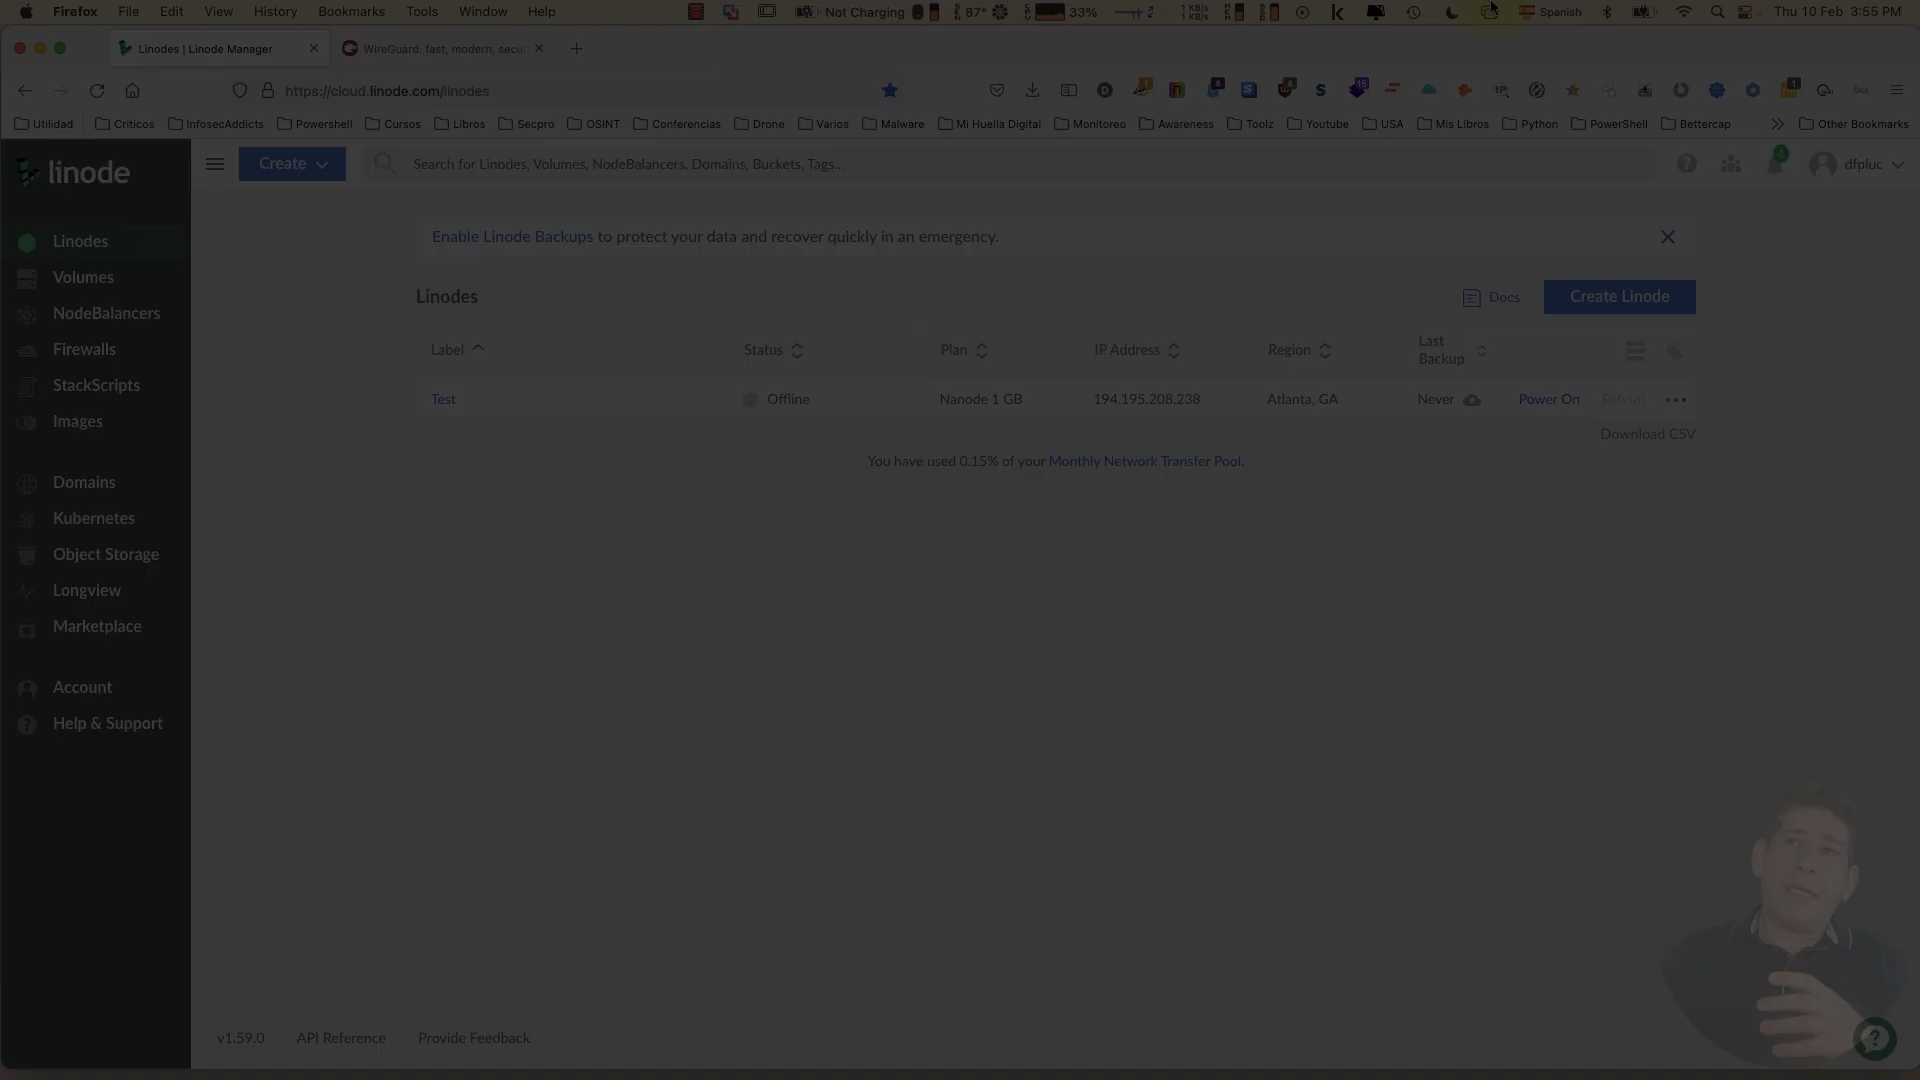 Firefox File Edit View History Bookmarks Tools Window Help Not Charging 87° 33% 1 KB/s 1 KB/s Spanish Thu 10 Feb 3:55 PM
Linodes | Linode Manager WireGuard: fast, modern, secu
https://cloud.linode.com/linodes
Utilidad Criticos InfosecAddicts Powershell Cursos Libros Secpro OSINT Conferencias Drone Varios Malware Mi Huella Digital Monitoreo Awareness Toolz Youtube USA Mis Libros Python PowerShell Bettercap Other Bookmarks
linode
Create
Search for Linodes, Volumes, NodeBalancers, Domains, Buckets, Tags...
4
dfpluc
Linodes
Volumes
NodeBalancers
Firewalls
StackScripts
Images
Domains
Kubernetes
Object Storage
Longview
Marketplace
Account
Help & Support
Enable Linode Backups to protect your data and recover quickly in an emergency.
Linodes
Docs
Create Linode
Label Status Plan IP Address Region Last Backup
Test Offline Nanode 1 GB 194.195.208.238 Atlanta, GA Never Power On Reboot
Download CSV
You have used 0.15% of your Monthly Network Transfer Pool.
v1.59.0 API Reference Provide Feedback